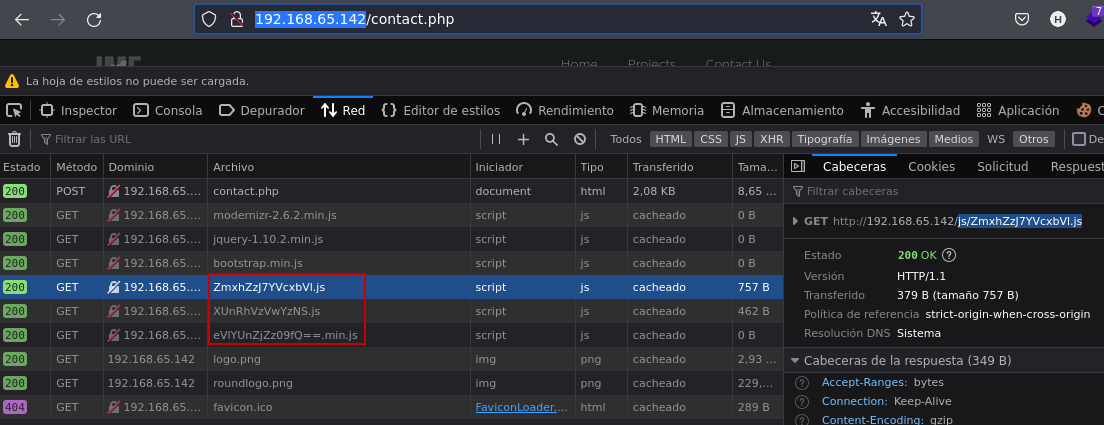 192.168.65.142/contact.php
7
Home Projects Contact Us
La hoja de estilos no puede ser cargada.
Inspector Consola Depurador Red Editor de estilos Rendimiento Memoria Almacenamiento Accesibilidad Aplicación
Filtrar las URL Todos HTML CSS JS XHR Tipografía Imágenes Medios WS Otros
Estado Método Dominio Archivo Iniciador Tipo Transferido Tama... Cabeceras Cookies Solicitud Respuest
200 POST 192.168.65.... contact.php document html 2,08 KB 8,65 ... Filtrar cabeceras
200 GET 192.168.65.... modernizr-2.6.2.min.js script js cacheado 0 B GET http://192.168.65.142/js/ZmxhZzJ7YVcxbVl.js
200 GET 192.168.65.... jquery-1.10.2.min.js script js cacheado 0 B Estado 200 OK
200 GET 192.168.65.... bootstrap.min.js script js cacheado 0 B Versión HTTP/1.1
200 GET 192.168.65.... ZmxhZzJ7YVcxbVl.js script js cacheado 757 B Transferido 379 B (tamaño 757 B)
200 GET 192.168.65.... XUnRhVzVwYzNS.js script js cacheado 462 B Política de referencia strict-origin-when-cross-origin
200 GET 192.168.65.... eVlYUnZjZz09fQ==.min.js script js cacheado 0 B Resolución DNS Sistema
200 GET 192.168.65.142 logo.png img png cacheado 2,93 ... Cabeceras de la respuesta (349 B)
200 GET 192.168.65.142 roundlogo.png img png cacheado 229,... Accept-Ranges: bytes
404 GET 192.168.65.... favicon.ico FaviconLoader.... html cacheado 289 B Connection: Keep-Alive
Content-Encoding: gzip